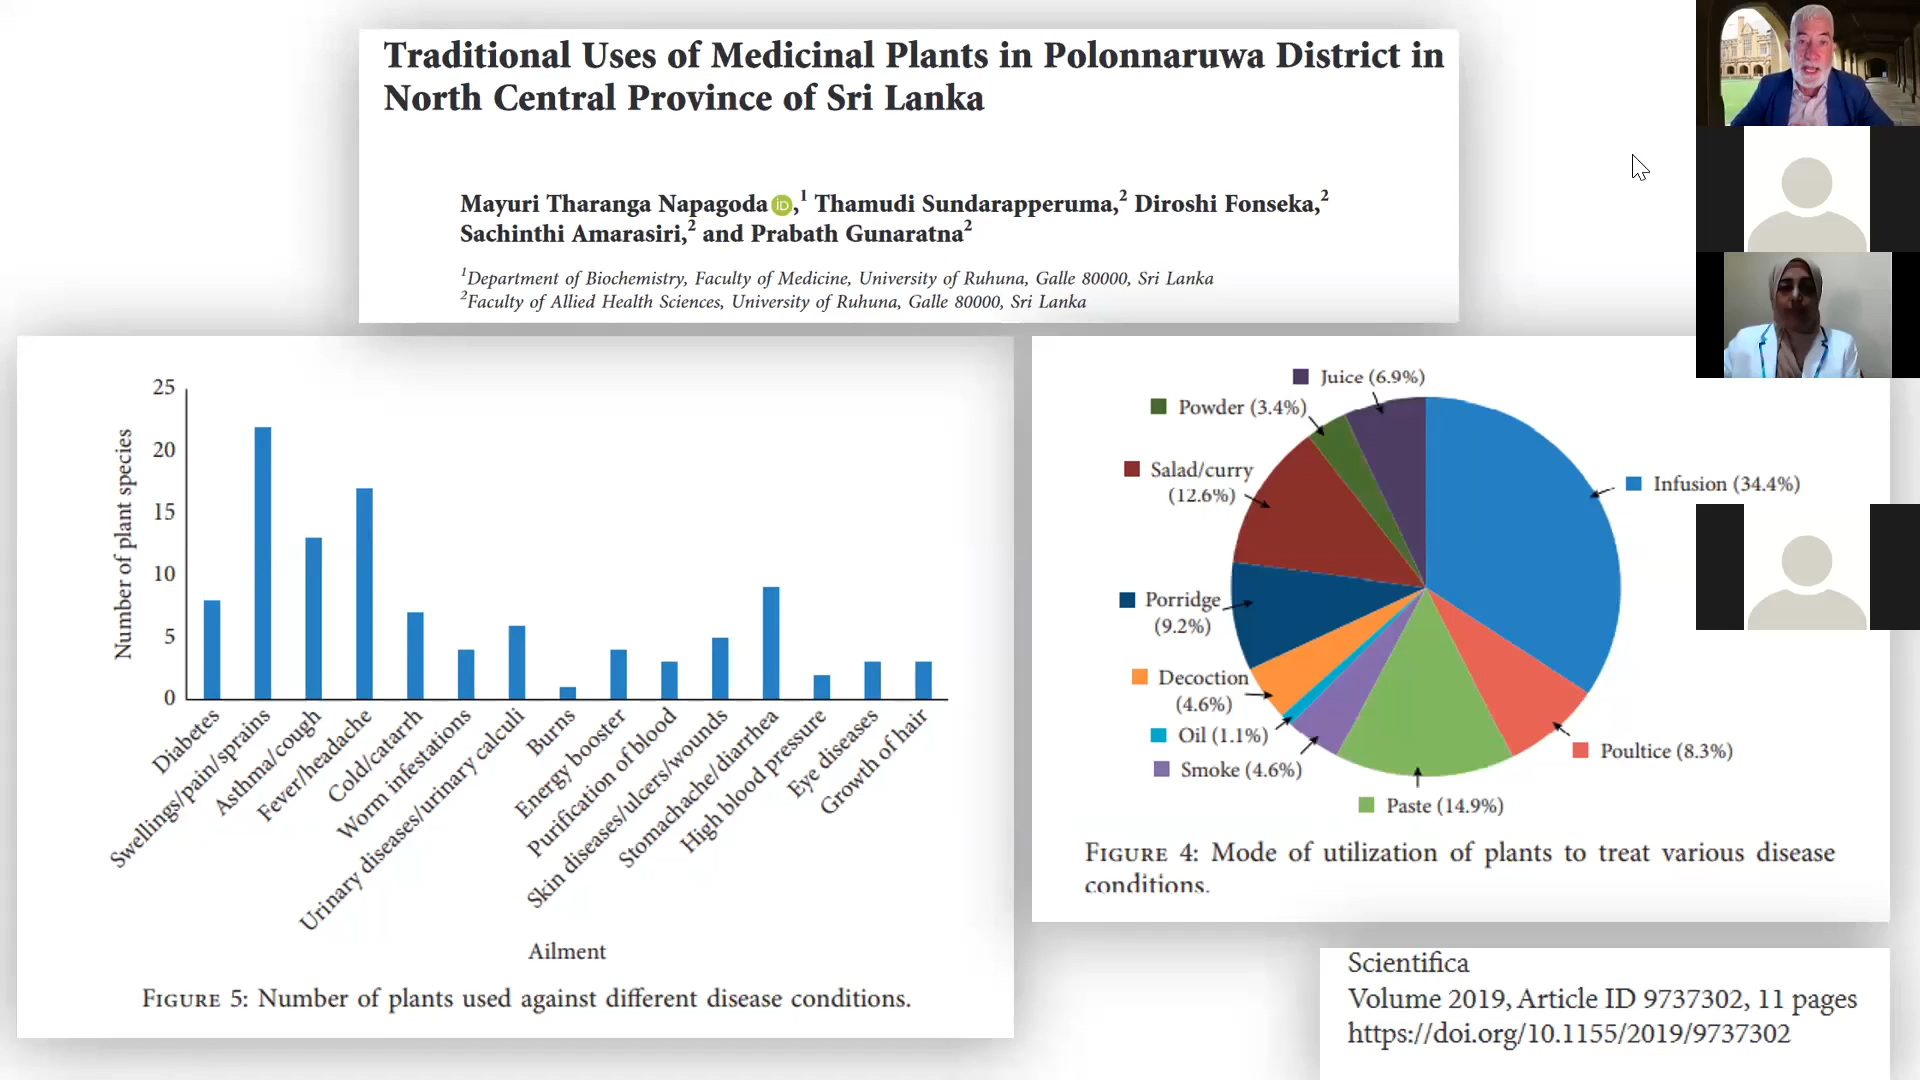 Traditional Uses of Medicinal Plants in Polonnaruwa District in
North Central Province of Sri Lanka
Mayuri Tharanga Napagoda iD,1 Thamudi Sundarapperuma,2 Diroshi Fonseka,2
Sachinthi Amarasiri,2 and Prabath Gunaratna2
1Department of Biochemistry, Faculty of Medicine, University of Ruhuna, Galle 80000, Sri Lanka
2Faculty of Allied Health Sciences, University of Ruhuna, Galle 80000, Sri Lanka
Number of plant species
25
20
15
10
5
0
Diabetes
Swellings/pain/sprains
Asthma/cough
Fever/headache
Cold/catarrh
Worm infestations
Urinary diseases/urinary calculi
Burns
Energy booster
Purification of blood
Skin diseases/ulcers/wounds
Stomachache/diarrhea
High blood pressure
Eye diseases
Growth of hair
Ailment
Figure 5: Number of plants used against different disease conditions.
Juice (6.9%)
Powder (3.4%)
Salad/curry
(12.6%)
Infusion (34.4%)
Porridge
(9.2%)
Decoction
(4.6%)
Oil (1.1%)
Smoke (4.6%)
Poultice (8.3%)
Paste (14.9%)
Figure 4: Mode of utilization of plants to treat various disease
conditions.
Scientifica
Volume 2019, Article ID 9737302, 11 pages
https://doi.org/10.1155/2019/9737302